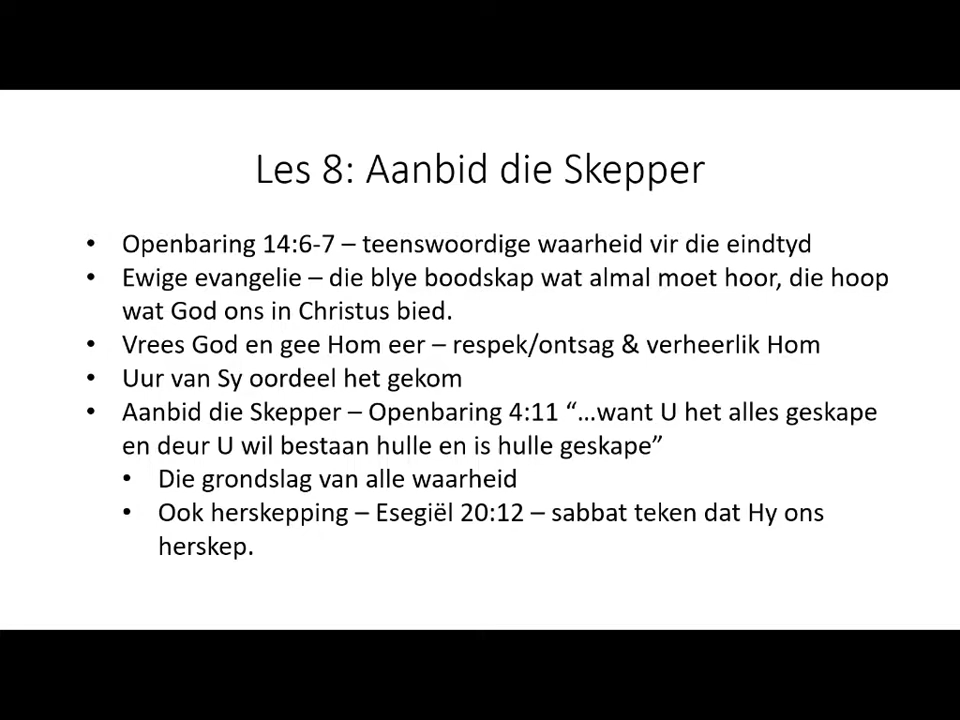 Les 8: Aanbid die Skepper
• Openbaring 14:6-7 – teenswoordige waarheid vir die eindtyd
• Ewige evangelie – die blye boodskap wat almal moet hoor, die hoop
wat God ons in Christus bied.
• Vrees God en gee Hom eer – respek/ontsag & verheerlik Hom
• Uur van Sy oordeel het gekom
• Aanbid die Skepper – Openbaring 4:11 “…want U het alles geskape
en deur U wil bestaan hulle en is hulle geskape”
• Die grondslag van alle waarheid
• Ook herskepping – Esegiël 20:12 – sabbat teken dat Hy ons
herskep.